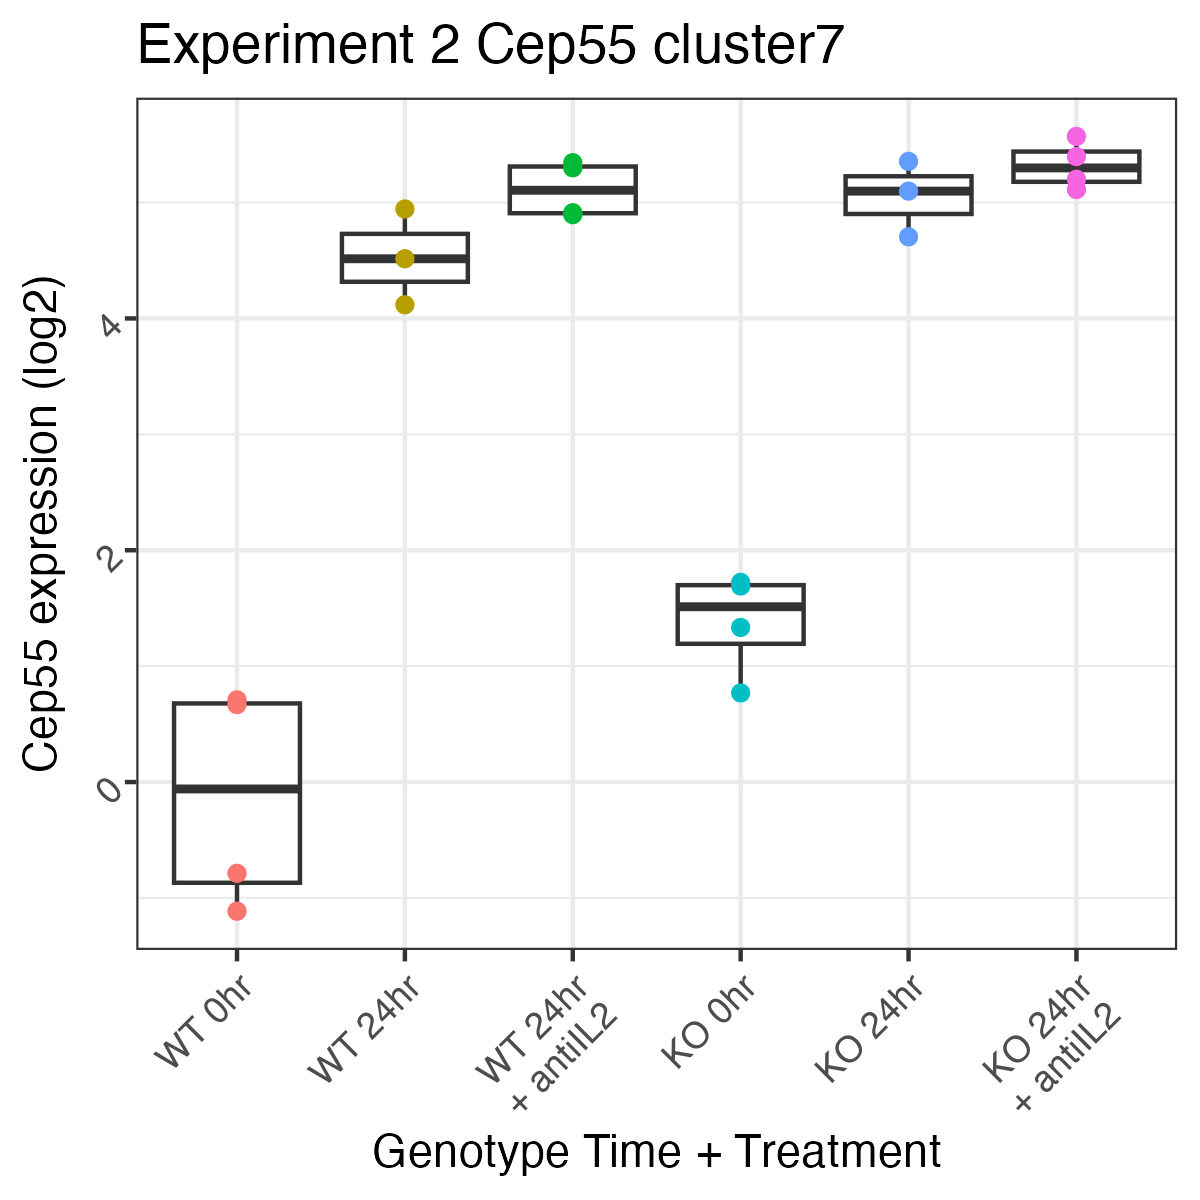 Experiment 2 Cep55 cluster7
Cep55 expression (log2)
4
2
0
WT 0hr
WT 24hr
WT 24hr
+ antiIL2
KO 0hr
KO 24hr
KO 24hr
+ antiIL2
Genotype Time + Treatment